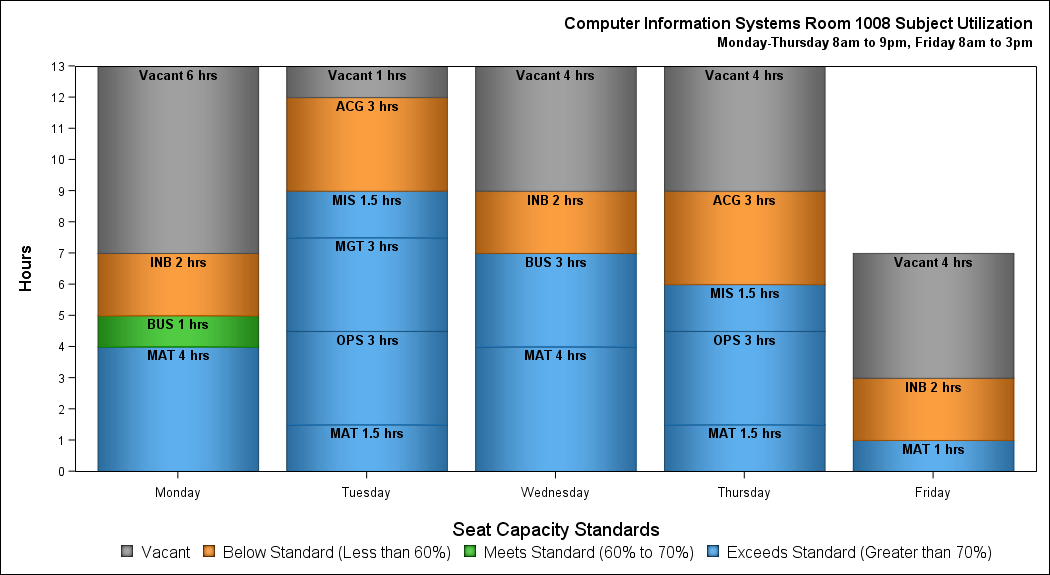 Computer Information Systems Room 1008 Subject Utilization
Monday-Thursday 8am to 9pm, Friday 8am to 3pm
Hours
13
12
11
10
9
8
7
6
5
4
3
2
1
0
Vacant 6 hrs
INB 2 hrs
BUS 1 hrs
MAT 4 hrs
Vacant 1 hrs
ACG 3 hrs
MIS 1.5 hrs
MGT 3 hrs
OPS 3 hrs
MAT 1.5 hrs
Vacant 4 hrs
INB 2 hrs
BUS 3 hrs
MAT 4 hrs
Vacant 4 hrs
ACG 3 hrs
MIS 1.5 hrs
OPS 3 hrs
MAT 1.5 hrs
Vacant 4 hrs
INB 2 hrs
MAT 1 hrs
Monday Tuesday Wednesday Thursday Friday
Seat Capacity Standards
Vacant Below Standard (Less than 60%) Meets Standard (60% to 70%) Exceeds Standard (Greater than 70%)